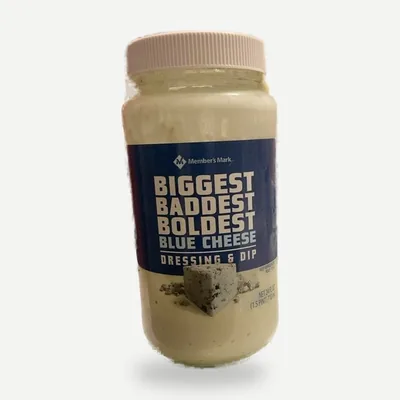 Member's Mark
BIGGEST
BADDEST
BOLDEST
BLUE CHEESE
DRESSING & DIP